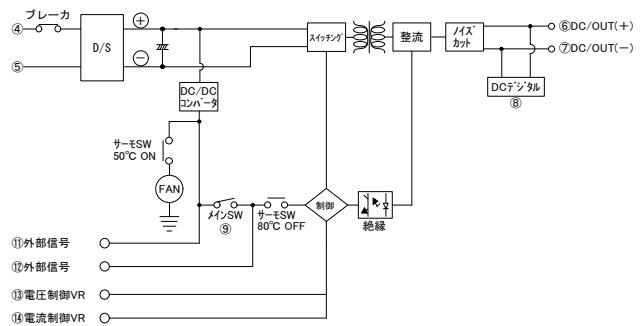 ブレーカ
④
⑤
D/S
+
−
スイッチング
整流
ノイズ
カット
⑥DC/OUT(+)
⑦DC/OUT(−)
DCデジタル
⑧
DC/DC
コンバータ
サーモSW
50℃ ON
FAN
メインSW
⑨
サーモSW
80℃ OFF
制御
絶縁
⑪外部信号
⑫外部信号
⑬電圧制御VR
⑭電流制御VR